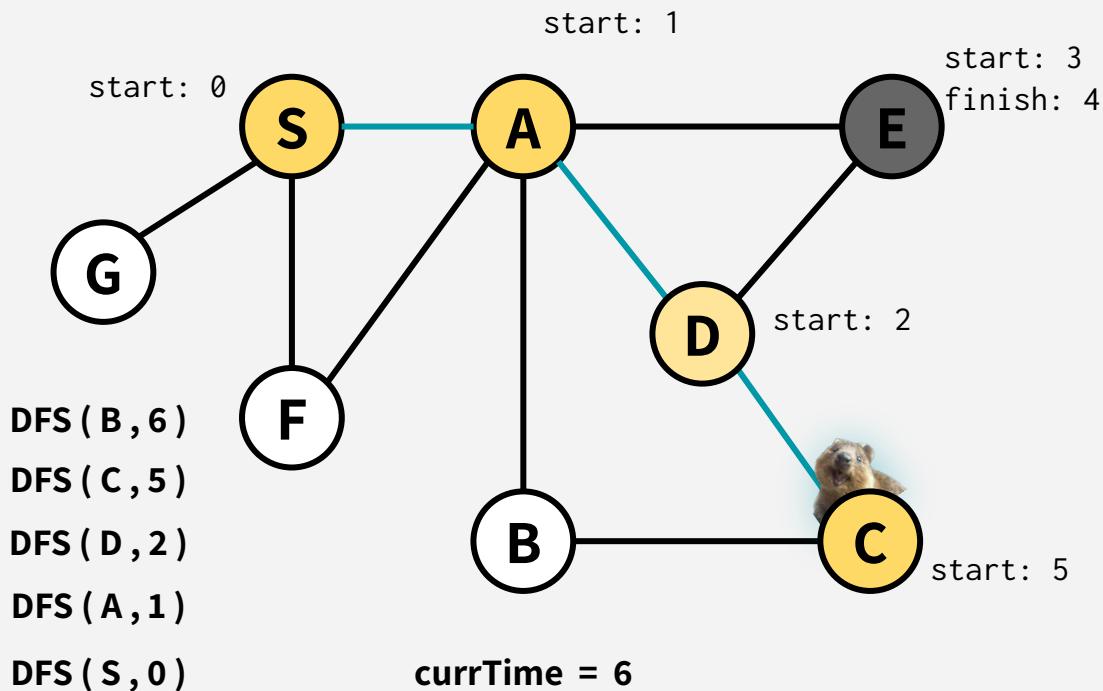 start: 1
start: 0
S
A
E
start: 3
finish: 4
G
D
start: 2
F
DFS(B,6)
DFS(C,5)
DFS(D,2)
B
C
start: 5
DFS(A,1)
DFS(S,0)
currTime = 6